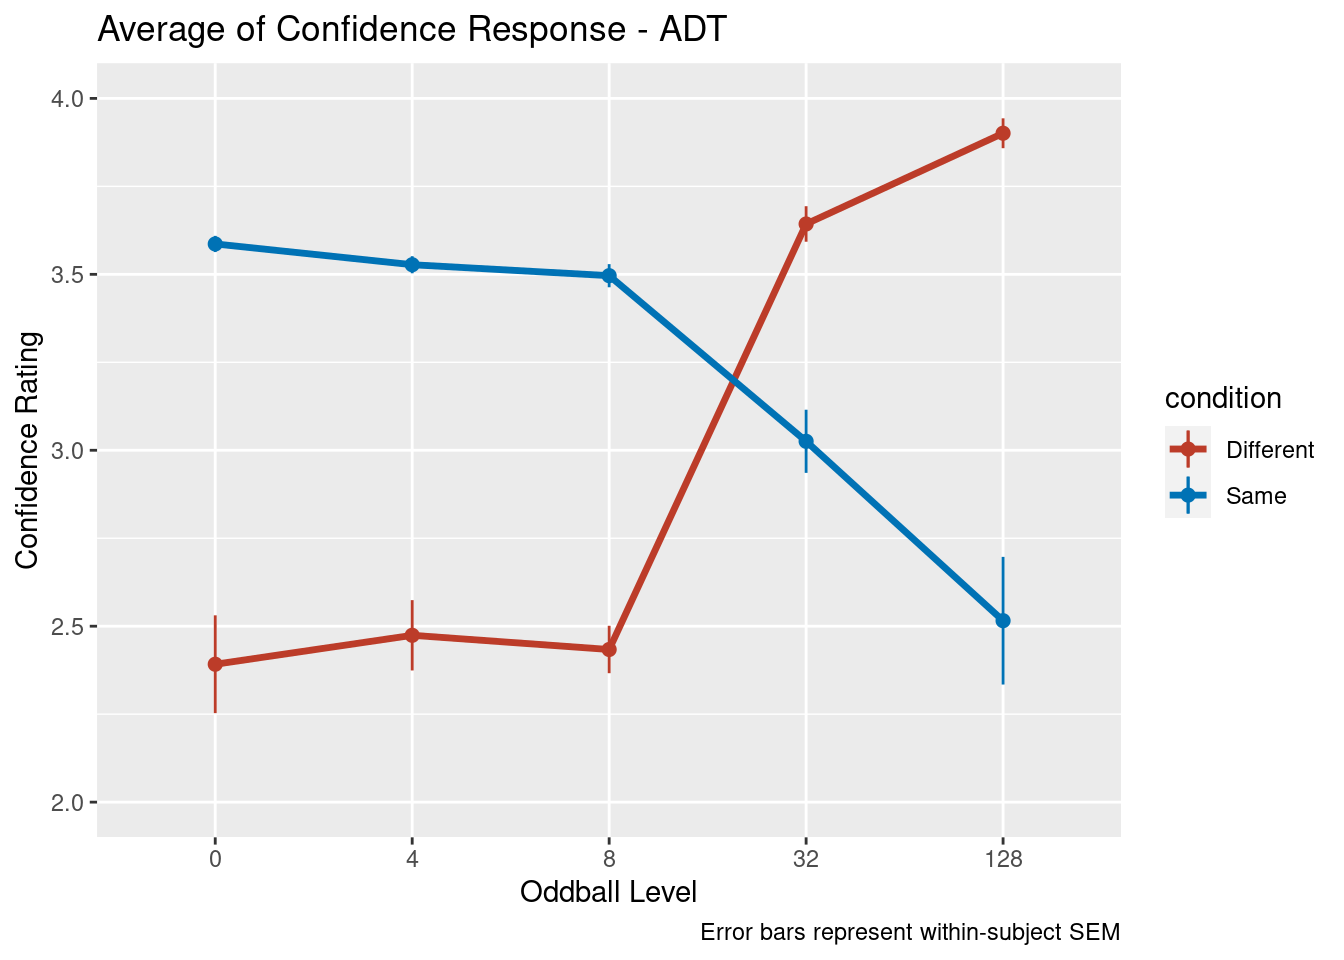 Average of Confidence Response - ADT
4.0
3.5
3.0
2.5
2.0
Confidence Rating
0 4 8 32 128
Oddball Level
condition
Different
Same
Error bars represent within-subject SEM